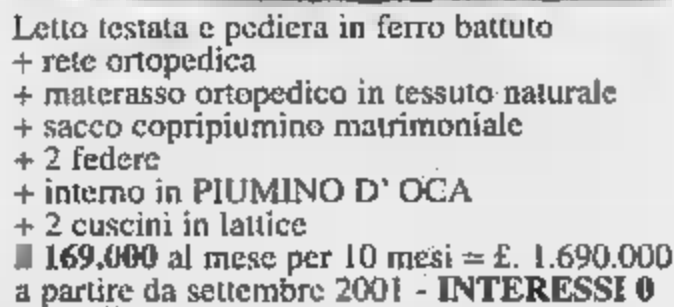 Letto testata e pediera in ferro battuto
+ rete ortopedica
+ materasso ortopedico in tessuto naturale
+ sacco copripiumino matrimoniale
+ 2 federe
+ interno in PIUMINO D' OCA
+ 2 cuscini in lattice
169.000 al mese per 10 mesi = £. 1.690.000
a partire da settembre 2001 - INTERESSI 0